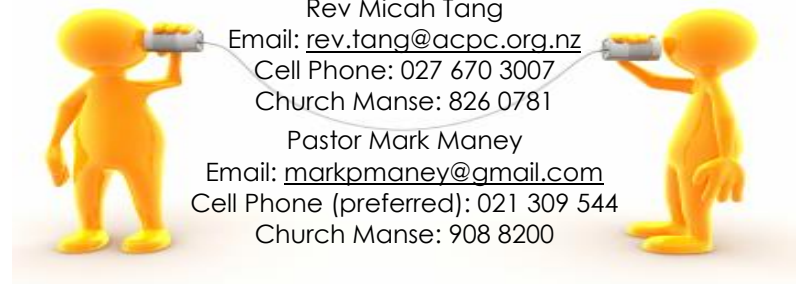 Rev Micah Tang
Email: rev.tang@acpc.org.nz
Cell Phone: 027 670 3007
Church Manse: 826 0781
Pastor Mark Maney
Email: markpmaney@gmail.com
Cell Phone (preferred): 021 309 544
Church Manse: 908 8200